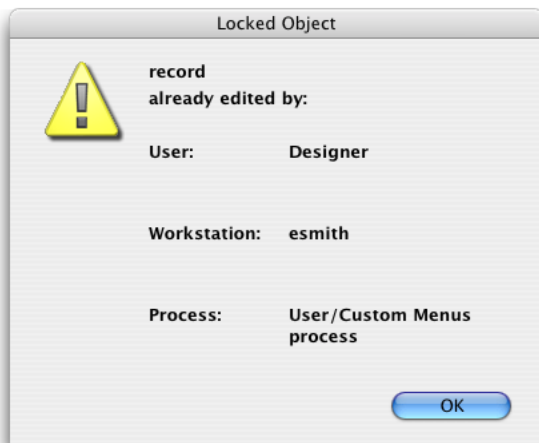 Locked Object
record
already edited by:
User: Designer
Workstation: esmith
Process: User/Custom Menus
process
OK